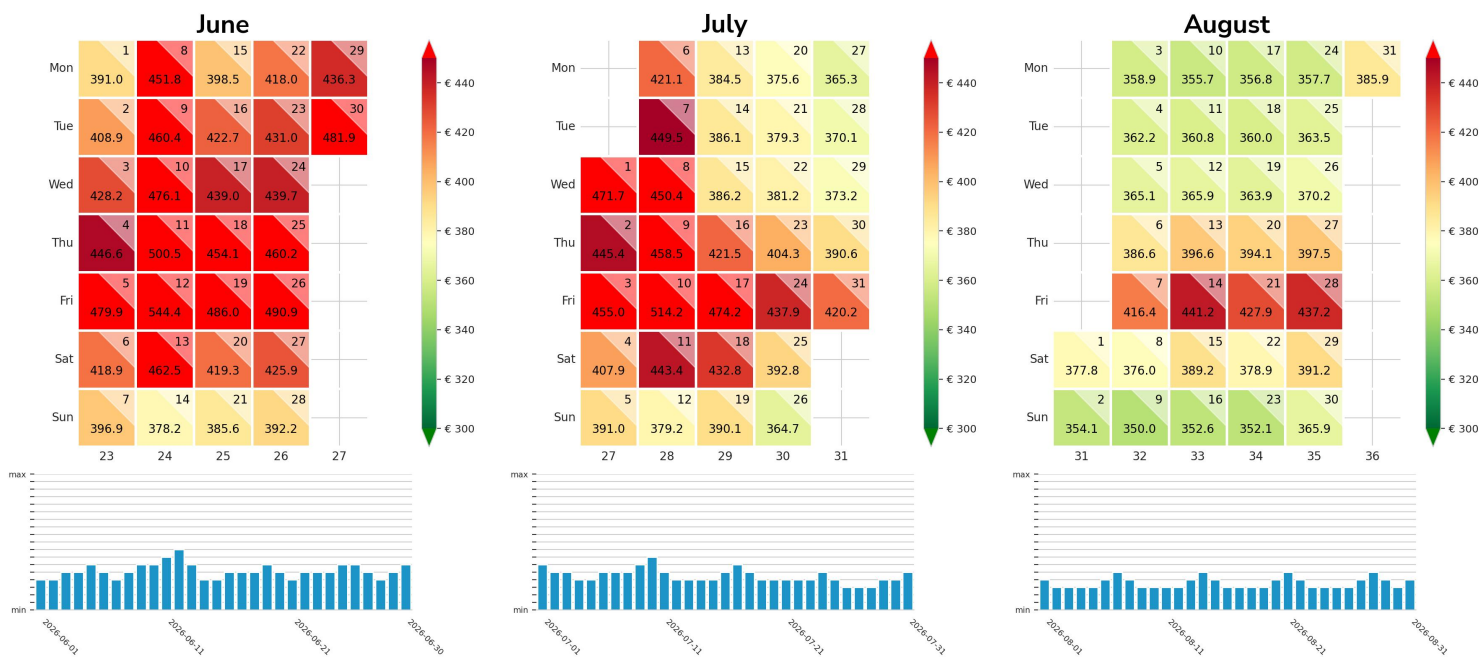 June
1 8 15 22 29
Mon 391.0 451.8 398.5 418.0 436.3
2 9 16 23 30
Tue 408.9 460.4 422.7 431.0 481.9
3 10 17 24
Wed 428.2 476.1 439.0 439.7
4 11 18 25
Thu 446.6 500.5 454.1 460.2
5 12 19 26
Fri 479.9 544.4 486.0 490.9
6 13 20 27
Sat 418.9 462.5 419.3 425.9
7 14 21 28
Sun 396.9 378.2 385.6 392.2
23 24 25 26 27
€ 440
€ 420
€ 400
€ 380
€ 360
€ 340
€ 320
€ 300
max
min
2026-06-01 2026-06-11 2026-06-21 2026-06-30
July
6 13 20 27
Mon 421.1 384.5 375.6 365.3
7 14 21 28
Tue 449.5 386.1 379.3 370.1
1 8 15 22 29
Wed 471.7 450.4 386.2 381.2 373.2
2 9 16 23 30
Thu 445.4 458.5 421.5 404.3 390.6
3 10 17 24 31
Fri 455.0 514.2 474.2 437.9 420.2
4 11 18 25
Sat 407.9 443.4 432.8 392.8
5 12 19 26
Sun 391.0 379.2 390.1 364.7
27 28 29 30 31
€ 440
€ 420
€ 400
€ 380
€ 360
€ 340
€ 320
€ 300
max
min
2026-07-01 2026-07-11 2026-07-21 2026-07-31
August
3 10 17 24 31
Mon 358.9 355.7 356.8 357.7 385.9
4 11 18 25
Tue 362.2 360.8 360.0 363.5
5 12 19 26
Wed 365.1 365.9 363.9 370.2
6 13 20 27
Thu 386.6 396.6 394.1 397.5
7 14 21 28
Fri 416.4 441.2 427.9 437.2
1 8 15 22 29
Sat 377.8 376.0 389.2 378.9 391.2
2 9 16 23 30
Sun 354.1 350.0 352.6 352.1 365.9
31 32 33 34 35 36
€ 440
€ 420
€ 400
€ 380
€ 360
€ 340
€ 320
€ 300
max
min
2026-08-01 2026-08-11 2026-08-21 2026-08-31